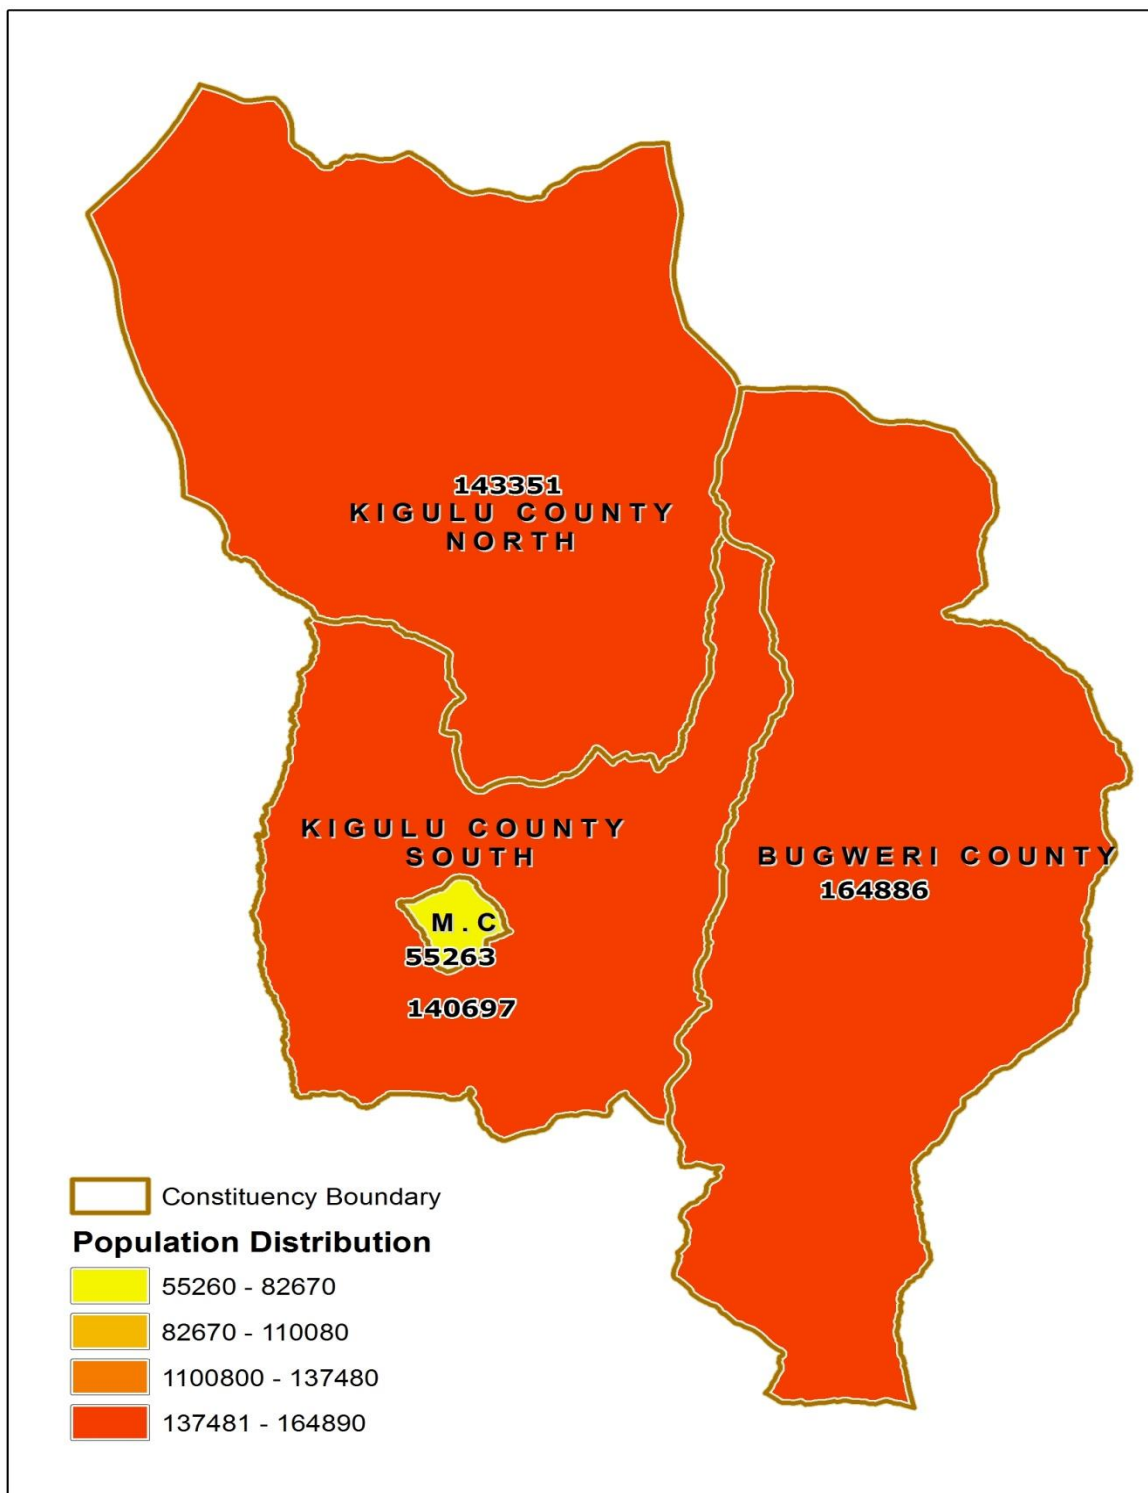 143351
KIGULU COUNTY
NORTH
KIGULU COUNTY
SOUTH
BUGWERI COUNTY
164886
M.C
55263
140697
Constituency Boundary
Population Distribution
55260 - 82670
82670 - 110080
1100800 - 137480
137481 - 164890